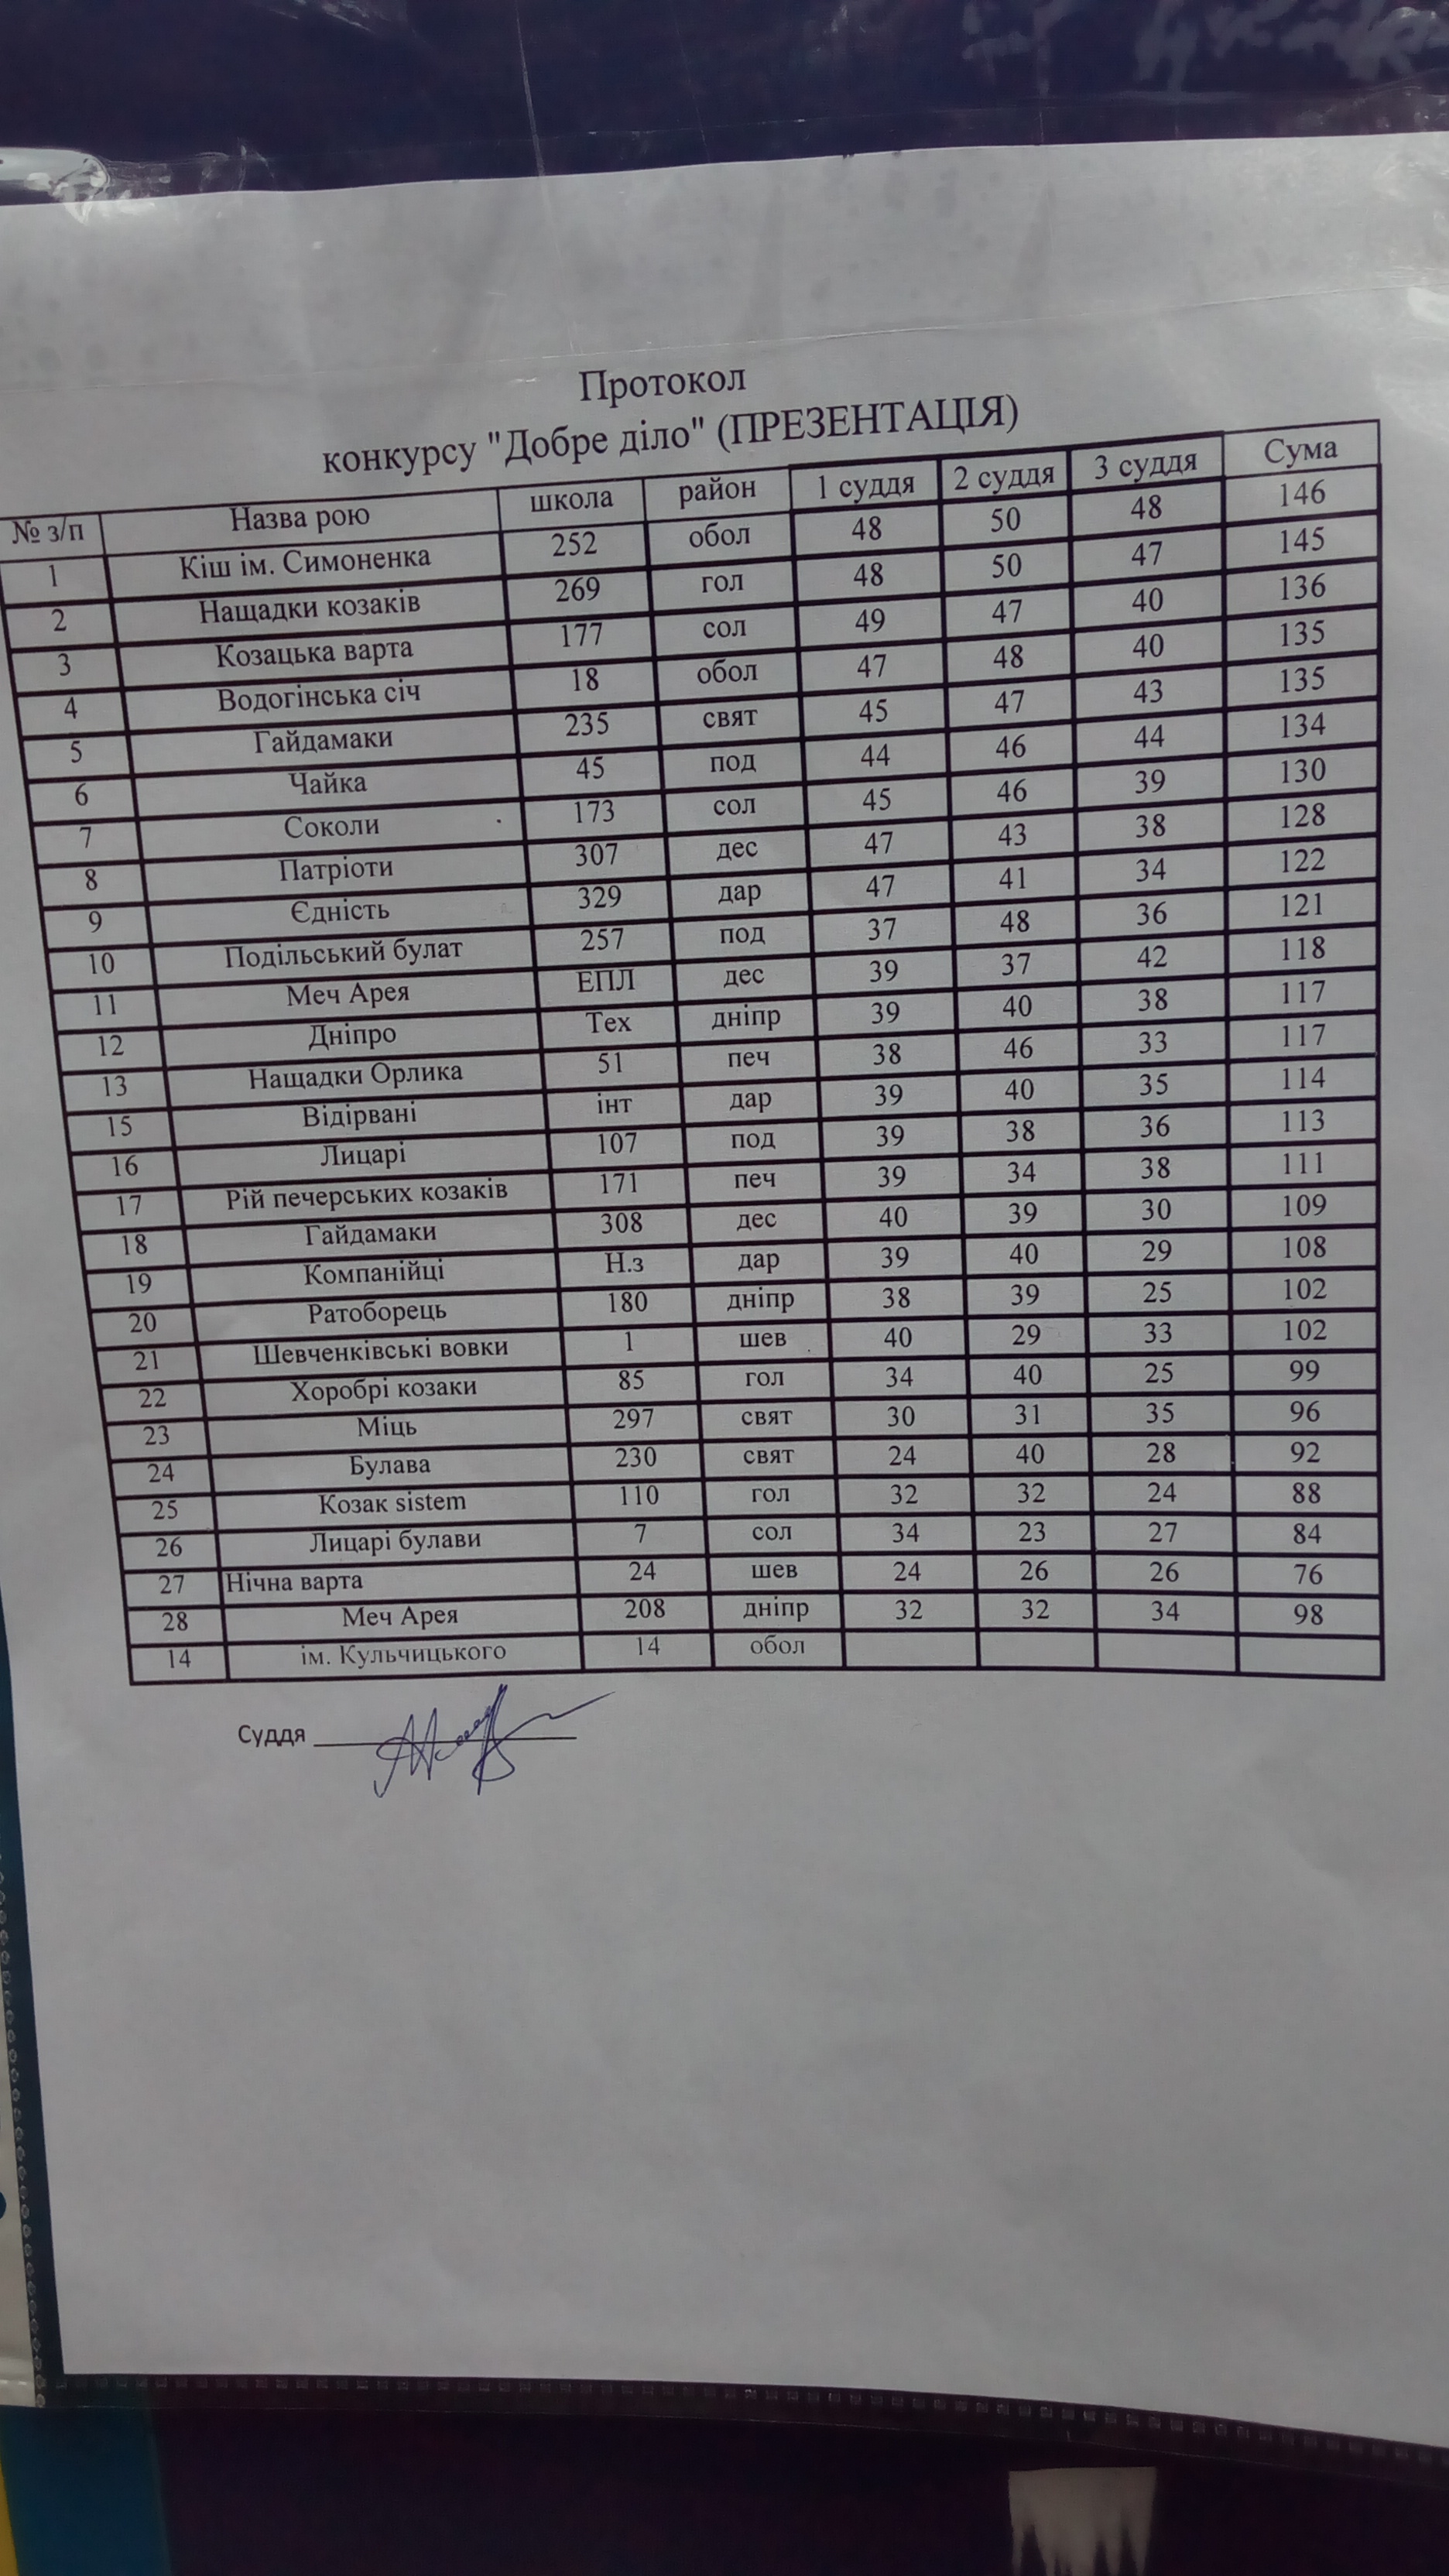 Протокол
конкурсу "Добре діло" (ПРЕЗЕНТАЦІЯ)
№ з/п Назва рою школа район 1 суддя 2 суддя 3 суддя Сума
1 Кіш ім. Симоненка 252 обол 48 50 48 146
2 Нащадки козаків 269 гол 48 50 47 145
3 Козацька варта 177 сол 49 47 40 136
4 Водогінська січ 18 обол 47 48 40 135
5 Гайдамаки 235 свят 45 47 43 135
6 Чайка 45 под 44 46 44 134
7 Соколи 173 сол 45 46 39 130
8 Патріоти 307 дес 47 43 38 128
9 Єдність 329 дар 47 41 34 122
10 Подільський булат 257 под 37 48 36 121
11 Меч Арея ЕПЛ дес 39 37 42 118
12 Дніпро Тех дніпр 39 40 38 117
13 Нащадки Орлика 51 печ 38 46 33 117
15 Відірвані інт дар 39 40 35 114
16 Лицарі 107 под 39 38 36 113
17 Рій печерських козаків 171 печ 39 34 38 111
18 Гайдамаки 308 дес 40 39 30 109
19 Компанійці Н.з дар 39 40 29 108
20 Ратоборець 180 дніпр 38 39 25 102
21 Шевченківські вовки 1 шев 40 29 33 102
22 Хоробрі козаки 85 гол 34 40 25 99
23 Міць 297 свят 30 31 35 96
24 Булава 230 свят 24 40 28 92
25 Козак sistem 110 гол 32 32 24 88
26 Лицарі булави 7 сол 34 23 27 84
27 Нічна варта 24 шев 24 26 26 76
28 Меч Арея 208 дніпр 32 32 34 98
14 ім. Кульчицького 14 обол
Суддя